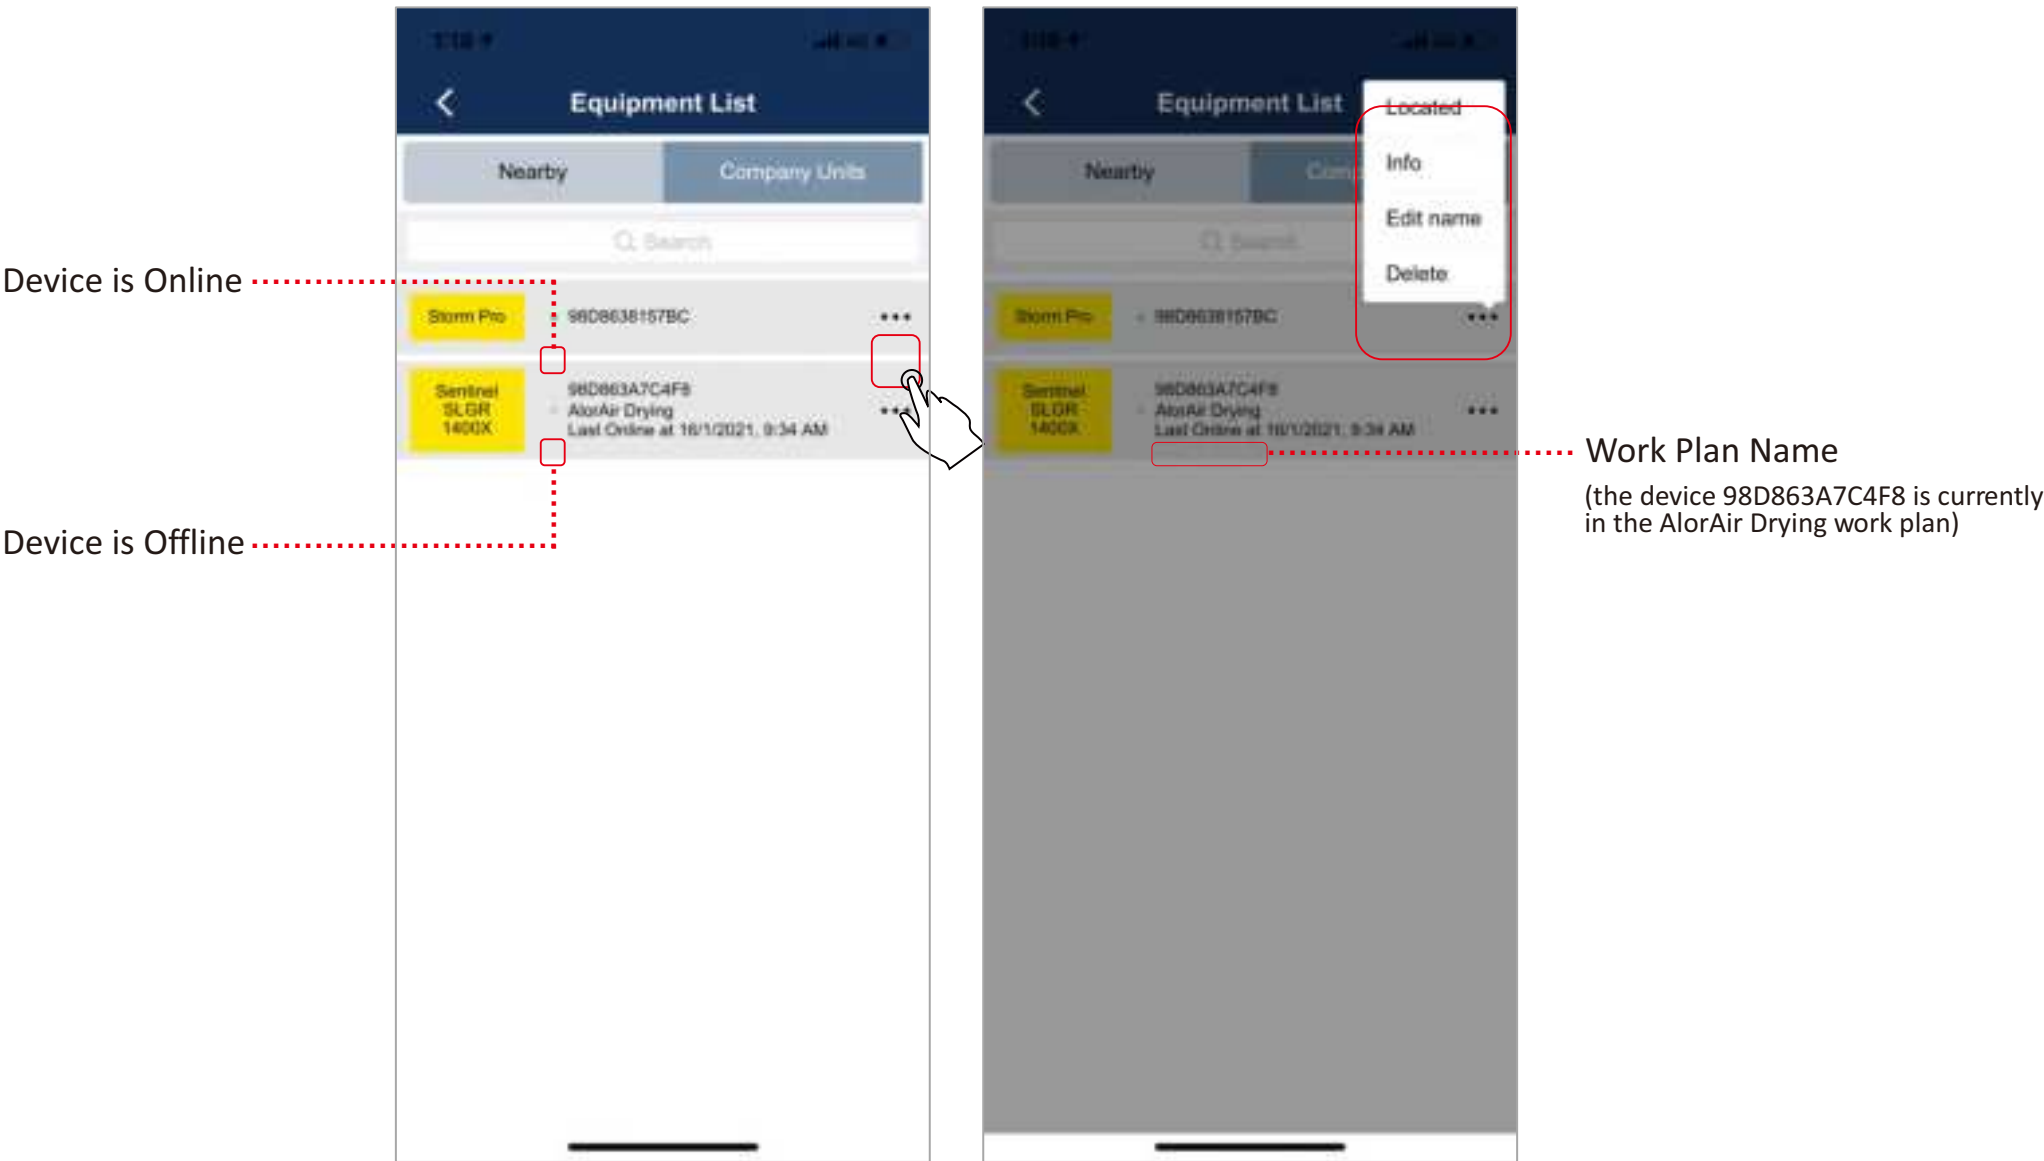 Equipment List
Nearby
Company Units
Search
Storm Pro
98D8638157BC
Sentinel
SLGR
1400X
98D863A7C4F8
AlorAir Drying
Last Online at 16/1/2021, 9:34 AM
Device is Online
Device is Offline
Equipment List
Located
Info
Edit name
Delete
Nearby
Search
Storm Pro
98D8638157BC
Sentinel
SLGR
1400X
98D863A7C4F8
AlorAir Drying
Last Online at 16/1/2021, 9:34 AM
Work Plan Name
(the device 98D863A7C4F8 is currently
in the AlorAir Drying work plan)